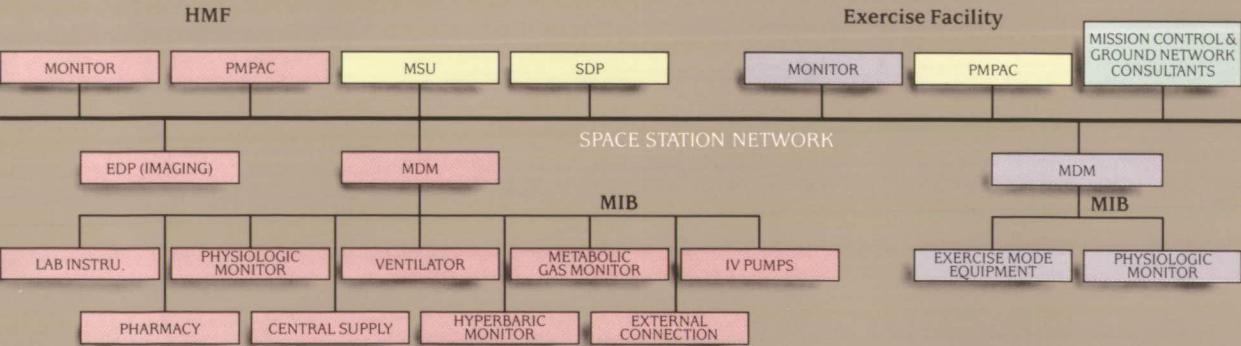 HMF
Exercise Facility
MONITOR
PMPAC
MSU
SDP
MONITOR
PMPAC
MISSION CONTROL &
GROUND NETWORK
CONSULTANTS
SPACE STATION NETWORK
EDP (IMAGING)
MDM
MDM
MIB
MIB
LAB INSTRU.
PHYSIOLOGIC
MONITOR
VENTILATOR
METABOLIC
GAS MONITOR
IV PUMPS
EXERCISE MODE
EQUIPMENT
PHYSIOLOGIC
MONITOR
PHARMACY
CENTRAL SUPPLY
HYPERBARIC
MONITOR
EXTERNAL
CONNECTION